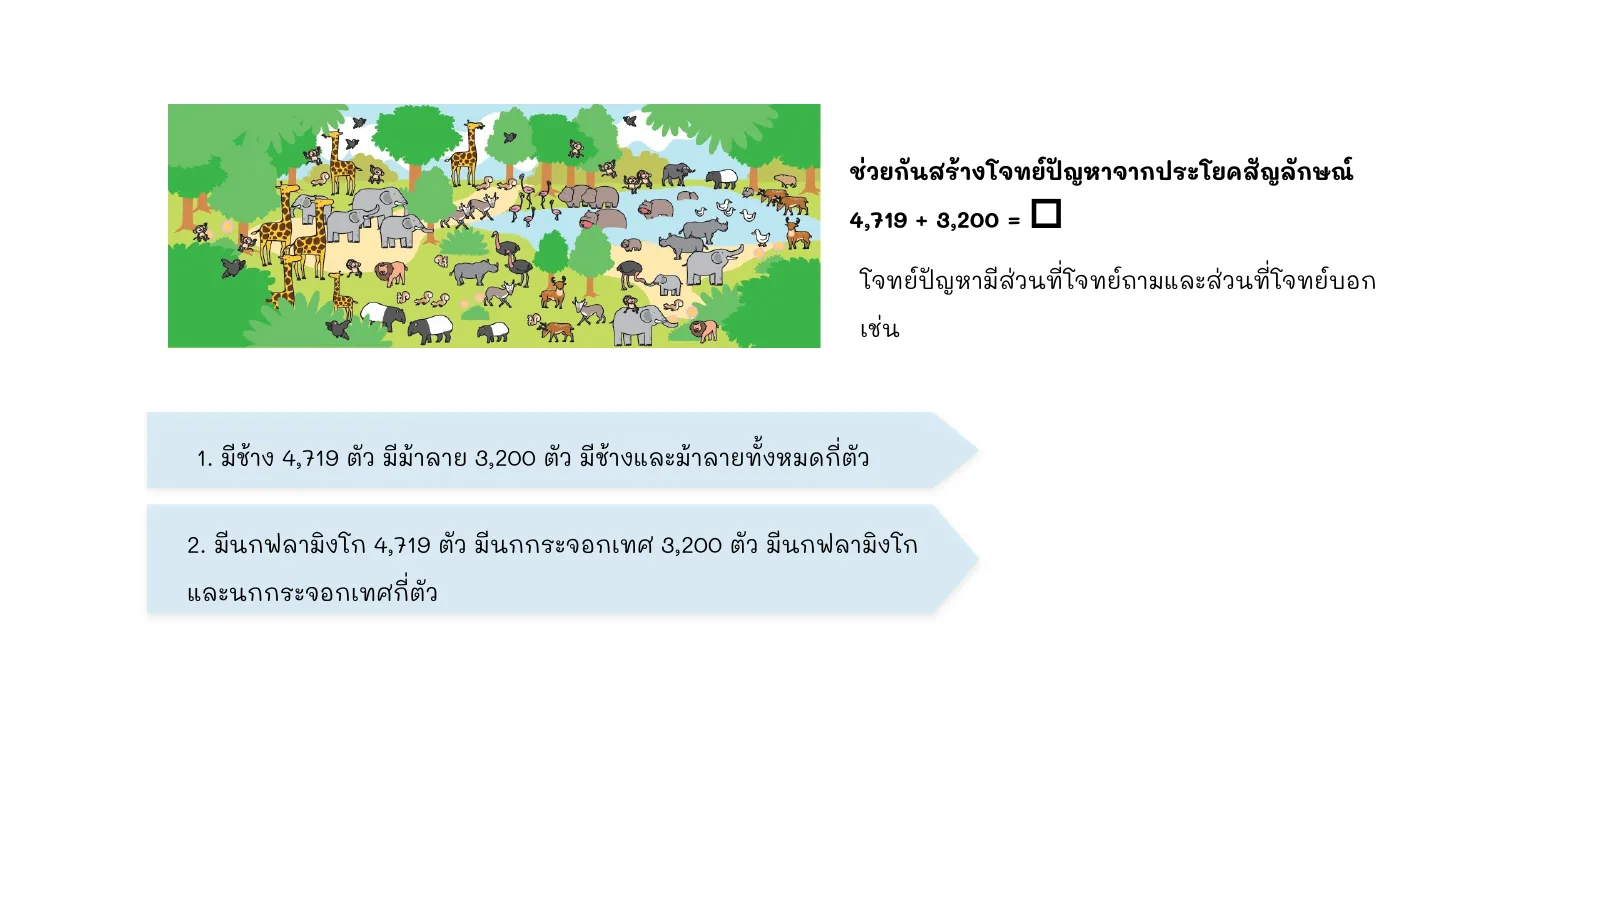 ช่วยกันสร้างโจทย์ปัญหาจากประโยคสัญลักษณ์
4,719 + 3,200 = □
โจทย์ปัญหามีส่วนที่โจทย์ถามและส่วนที่โจทย์บอก
เช่น
1. มีช้าง 4,719 ตัว มีม้าลาย 3,200 ตัว มีช้างและม้าลายทั้งหมดกี่ตัว
2. มีนกฟลามิงโก 4,719 ตัว มีนกกระจอกเทศ 3,200 ตัว มีนกฟลามิงโก
และนกกระจอกเทศกี่ตัว